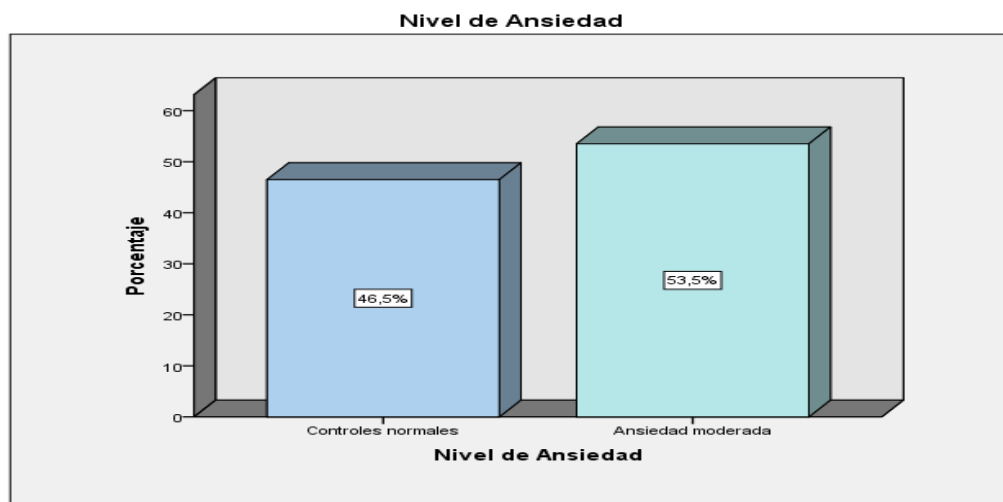 Nivel de Ansiedad
60
50
40
30
20
10
0
Porcentaje
46,5%
53,5%
Controles normales
Ansiedad moderada
Nivel de Ansiedad